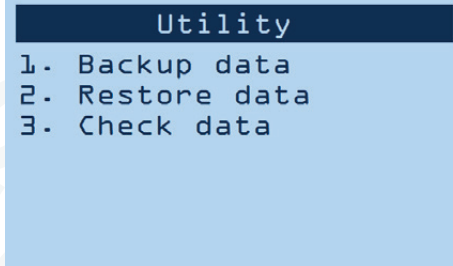 Utility
1. Backup data
2. Restore data
3. Check data